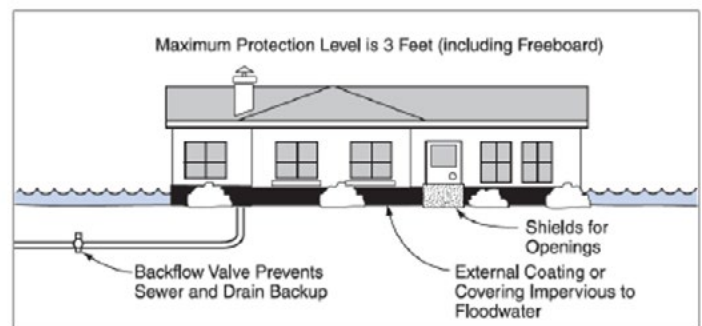 Maximum Protection Level is 3 Feet (including Freeboard)
Shields for
Openings
Backflow Valve Prevents
Sewer and Drain Backup
External Coating or
Covering Impervious to
Floodwater